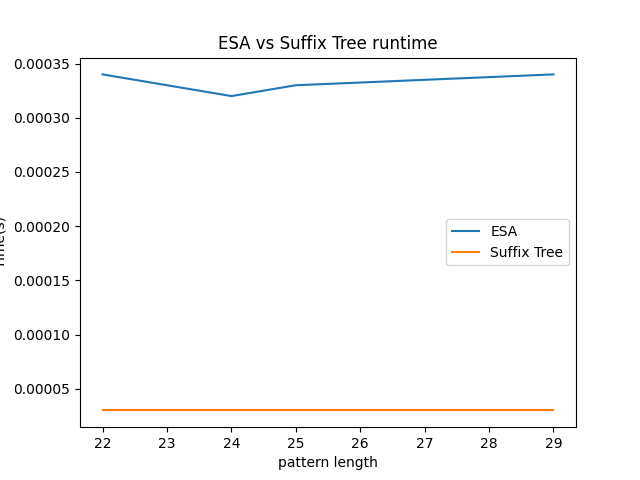 ESA vs Suffix Tree runtime
0.00035
0.00030
0.00025
0.00020
0.00015
0.00010
0.00005
ESA
Suffix Tree
22 23 24 25 26 27 28 29
pattern length